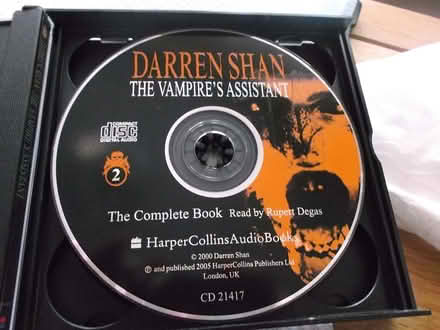 DARREN SHAN
THE VAMPIRE'S ASSISTANT
COMPACT
disc
DIGITAL AUDIO
2
The Complete Book Read by Rupert Degas
HarperCollinsAudioBooks
© 2000 Darren Shan
℗ and published 2005 HarperCollins Publishers Ltd
London, UK
CD 21417